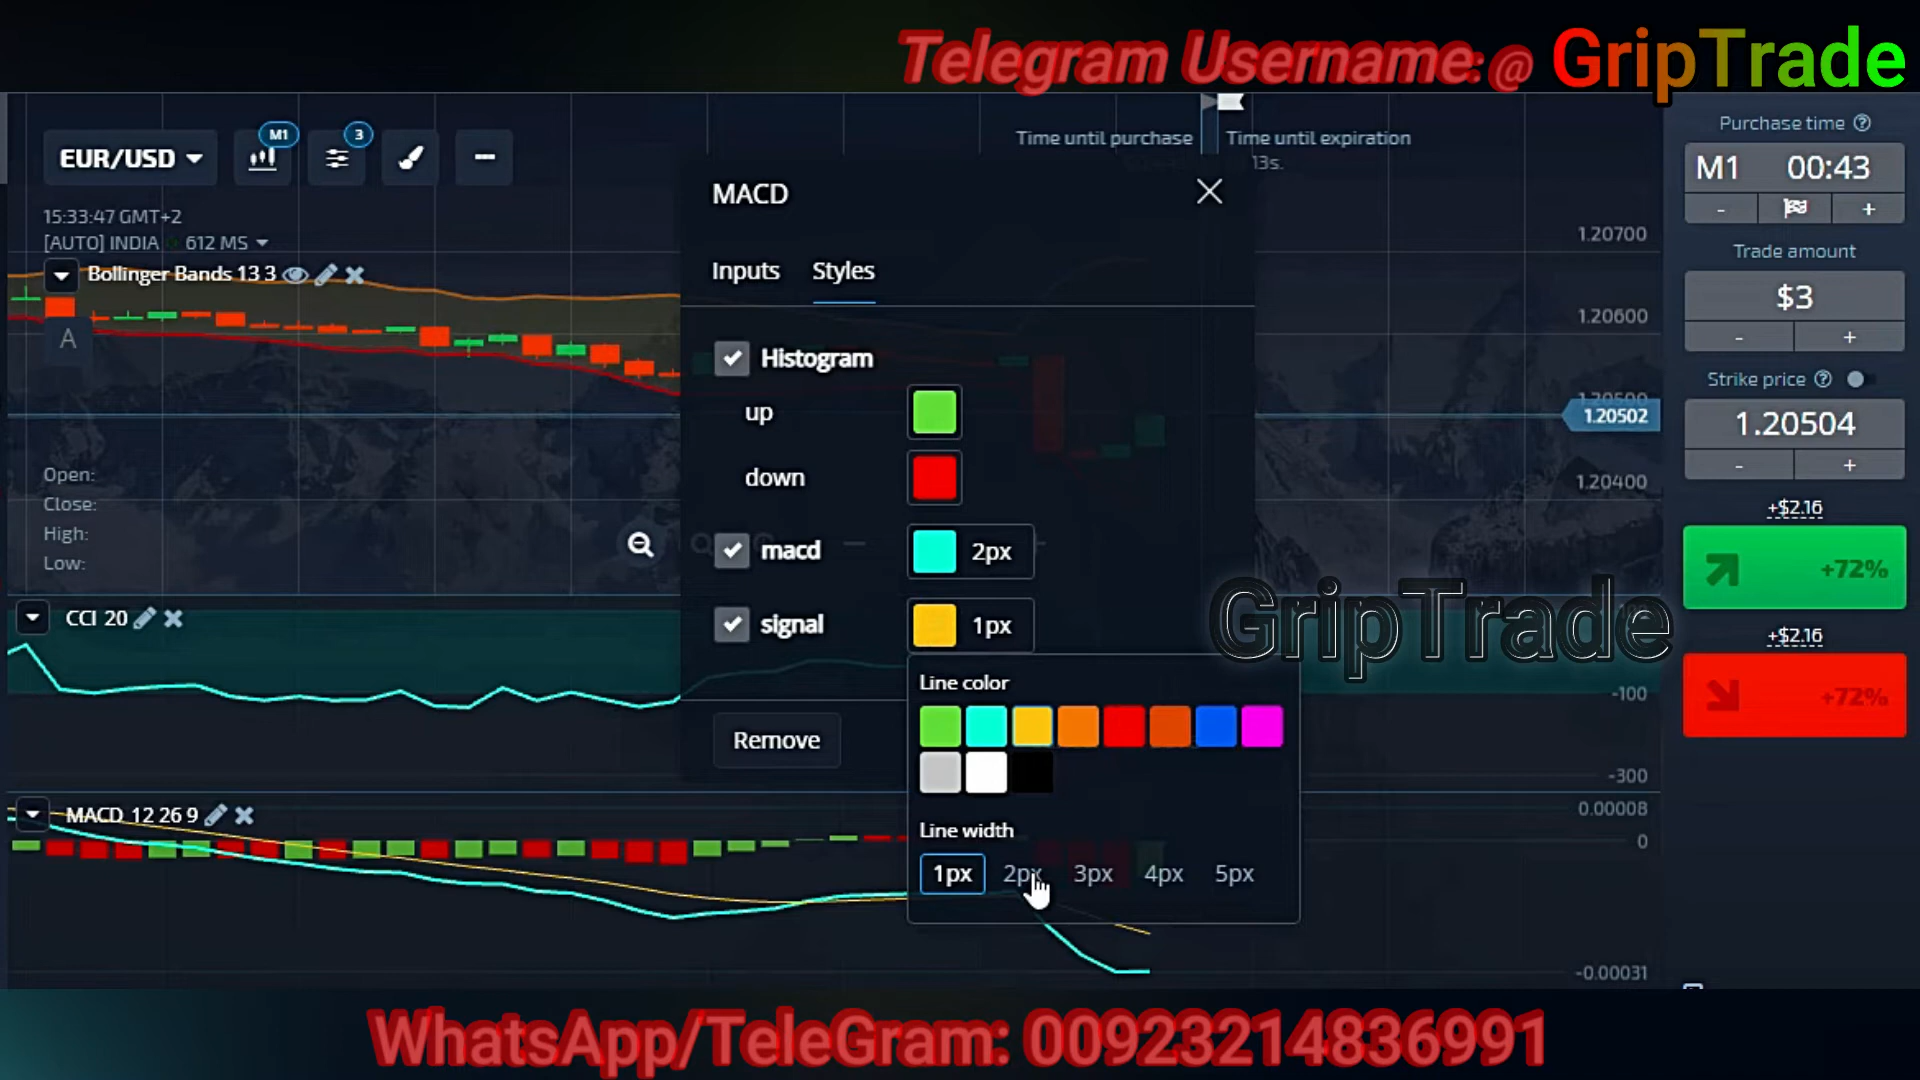 Telegram Username:@ GripTrade
Time until purchase
Time until expiration
13s.
Purchase time
M1 00:43
- +
EUR/USD
M1
3
15:33:47 GMT+2
[AUTO] INDIA 612 MS
Bollinger Bands 13 3
A
Open:
Close:
High:
Low:
MACD
Inputs Styles
Histogram
up
down
macd 2px
signal 1px
Line color
Line width
1px 2px 3px 4px 5px
Remove
1.20700
1.20600
1.20500
1.20502
1.20400
Trade amount
$3
- +
Strike price
1.20504
- +
+$2.16
+72%
+$2.16
+72%
GripTrade
CCI 20
-100
-300
MACD 12 26 9
0.00008
0
-0.00031
WhatsApp/TeleGram: 00923214836991